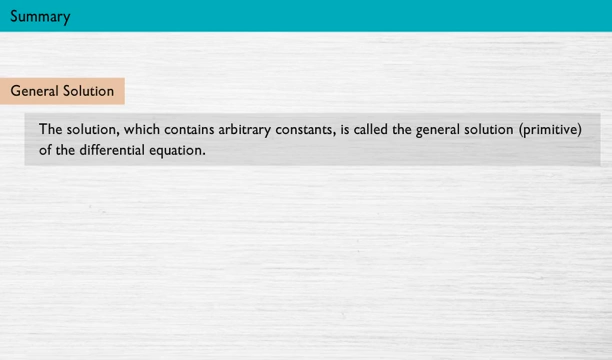 Summary
General Solution
The solution, which contains arbitrary constants, is called the general solution (primitive)
of the differential equation.